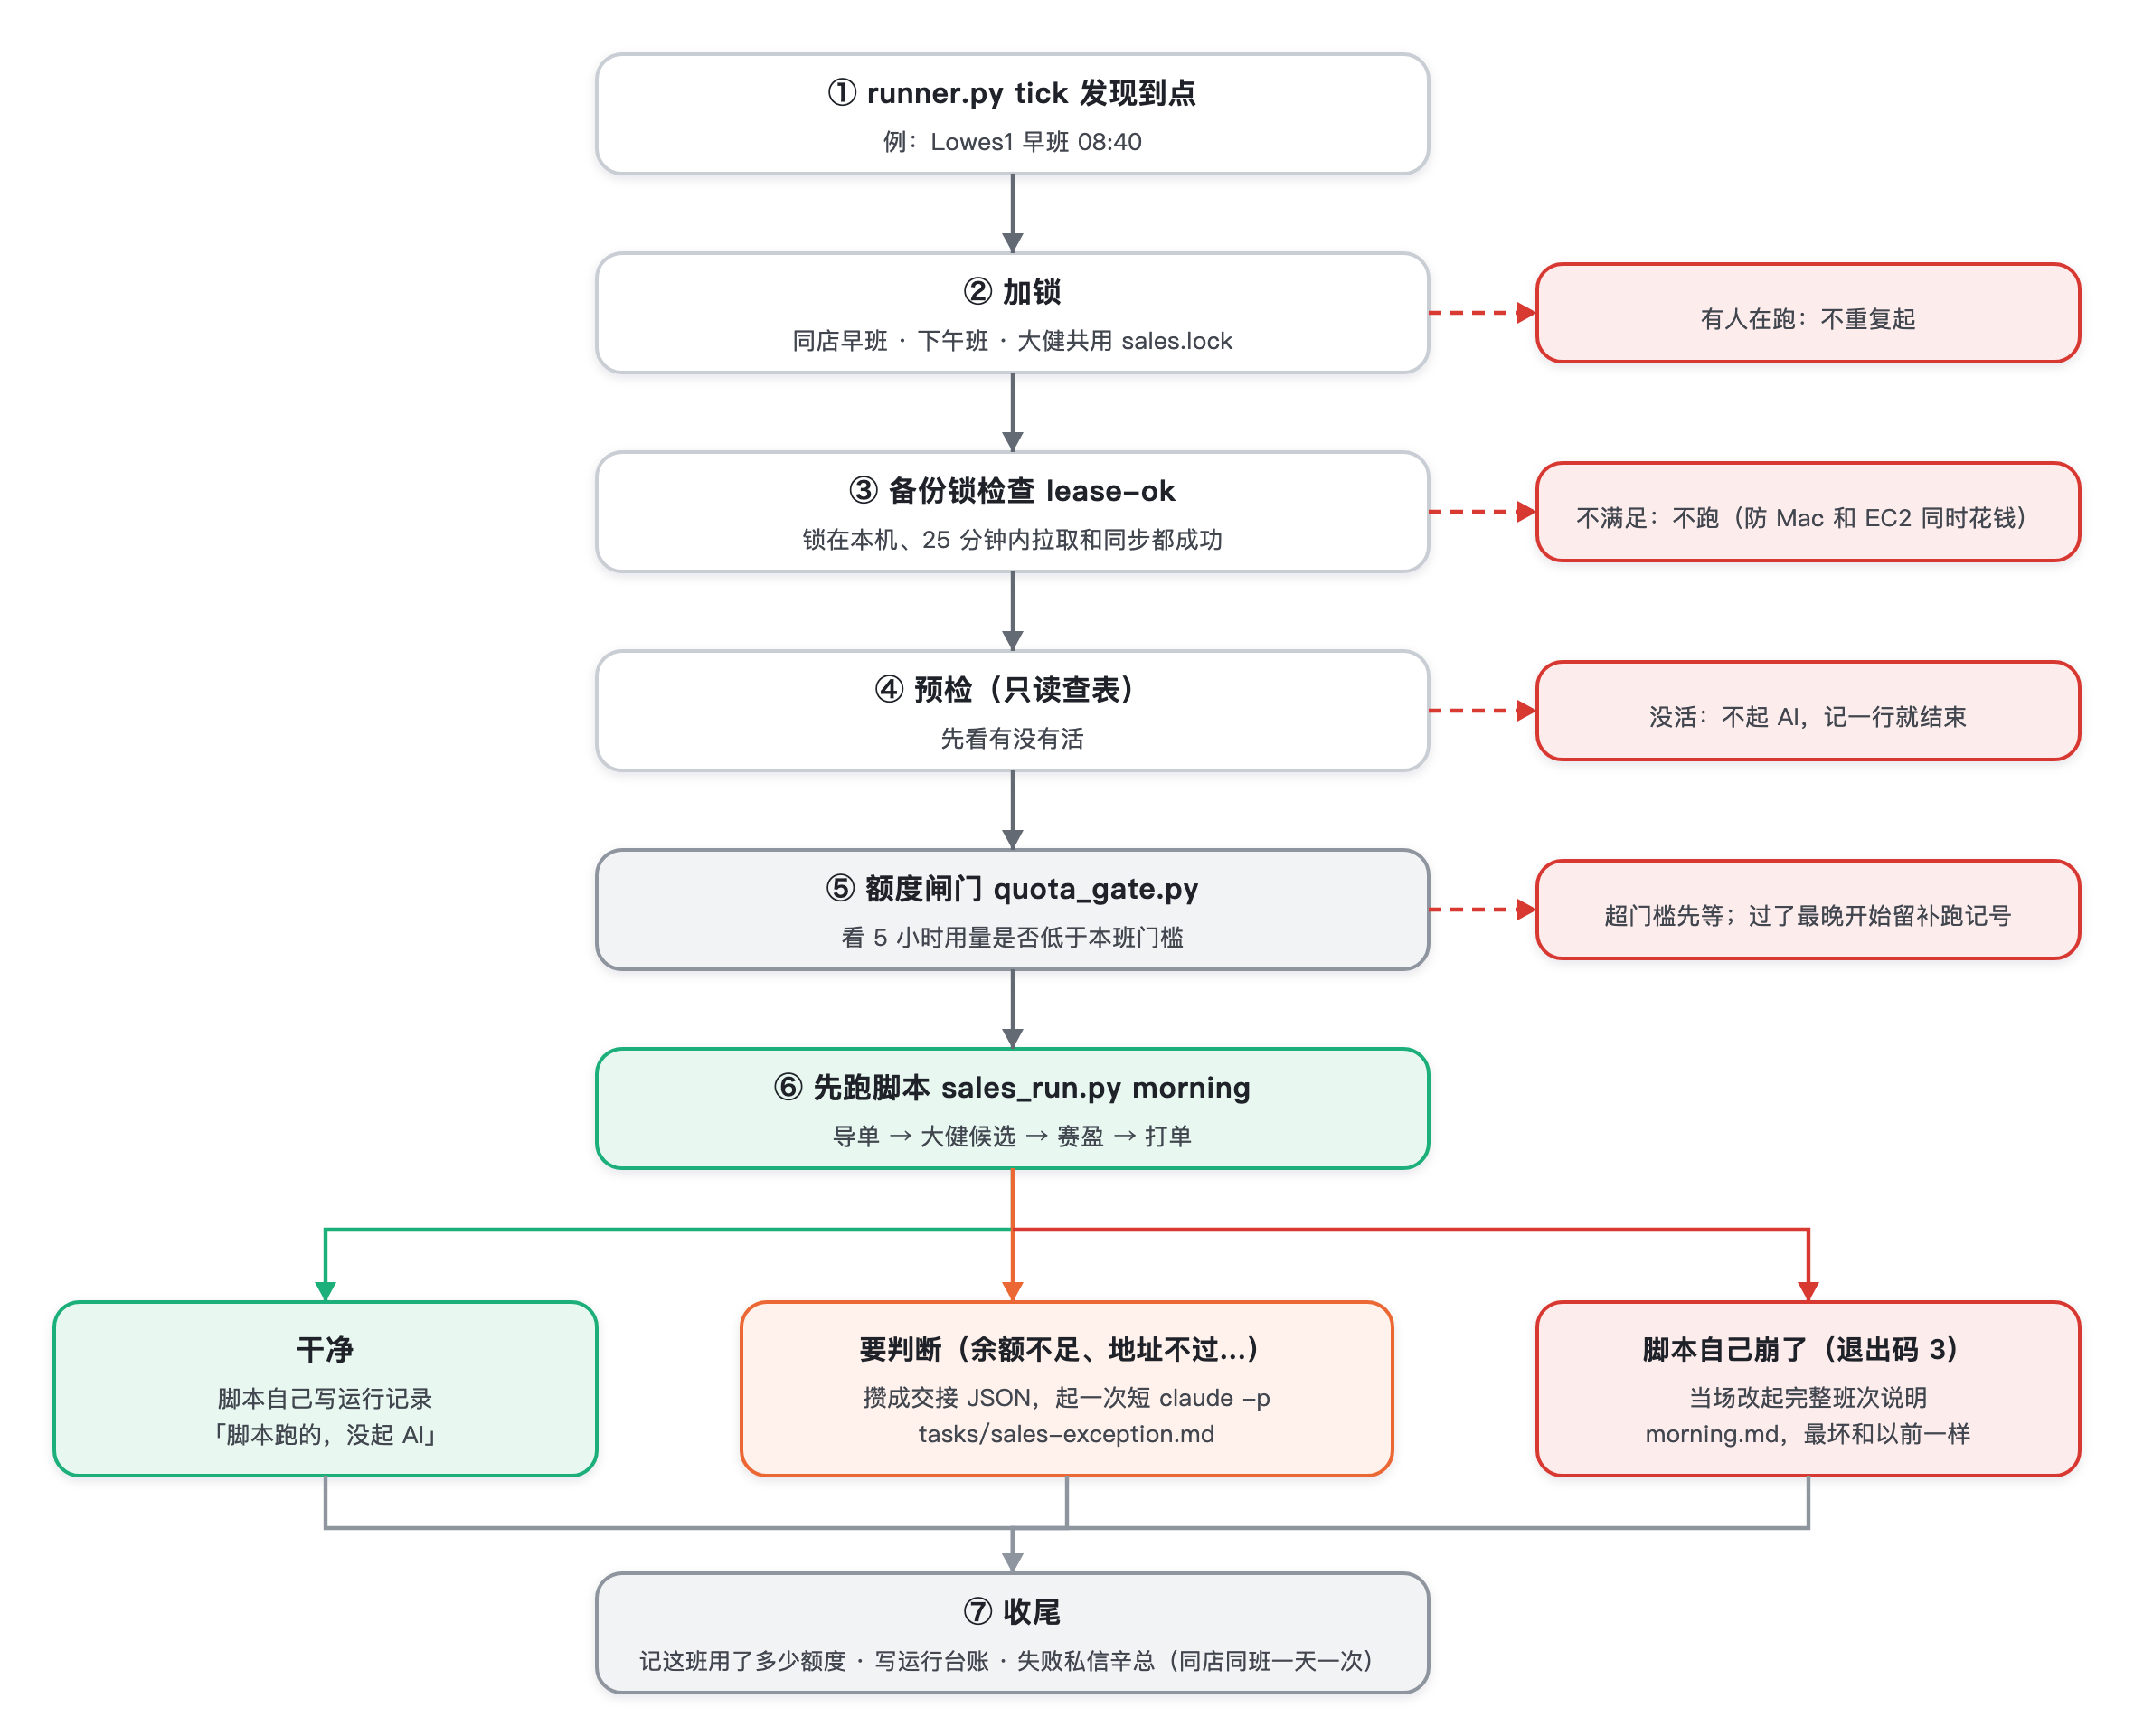 ① runner.py tick 发现到点
例：Lowes1 早班 08:40
② 加锁
同店早班 · 下午班 · 大健共用 sales.lock
有人在跑：不重复起
③ 备份锁检查 lease-ok
锁在本机、25 分钟内拉取和同步都成功
不满足：不跑（防 Mac 和 EC2 同时花钱）
④ 预检（只读查表）
先看有没有活
没活：不起 AI，记一行就结束
⑤ 额度闸门 quota_gate.py
看 5 小时用量是否低于本班门槛
超门槛先等；过了最晚开始留补跑记号
⑥ 先跑脚本 sales_run.py morning
导单 → 大健候选 → 赛盈 → 打单
干净
脚本自己写运行记录
「脚本跑的，没起 AI」
要判断（余额不足、地址不过…）
攒成交接 JSON，起一次短 claude -p
tasks/sales-exception.md
脚本自己崩了（退出码 3）
当场改起完整班次说明
morning.md，最坏和以前一样
⑦ 收尾
记这班用了多少额度 · 写运行台账 · 失败私信辛总（同店同班一天一次）